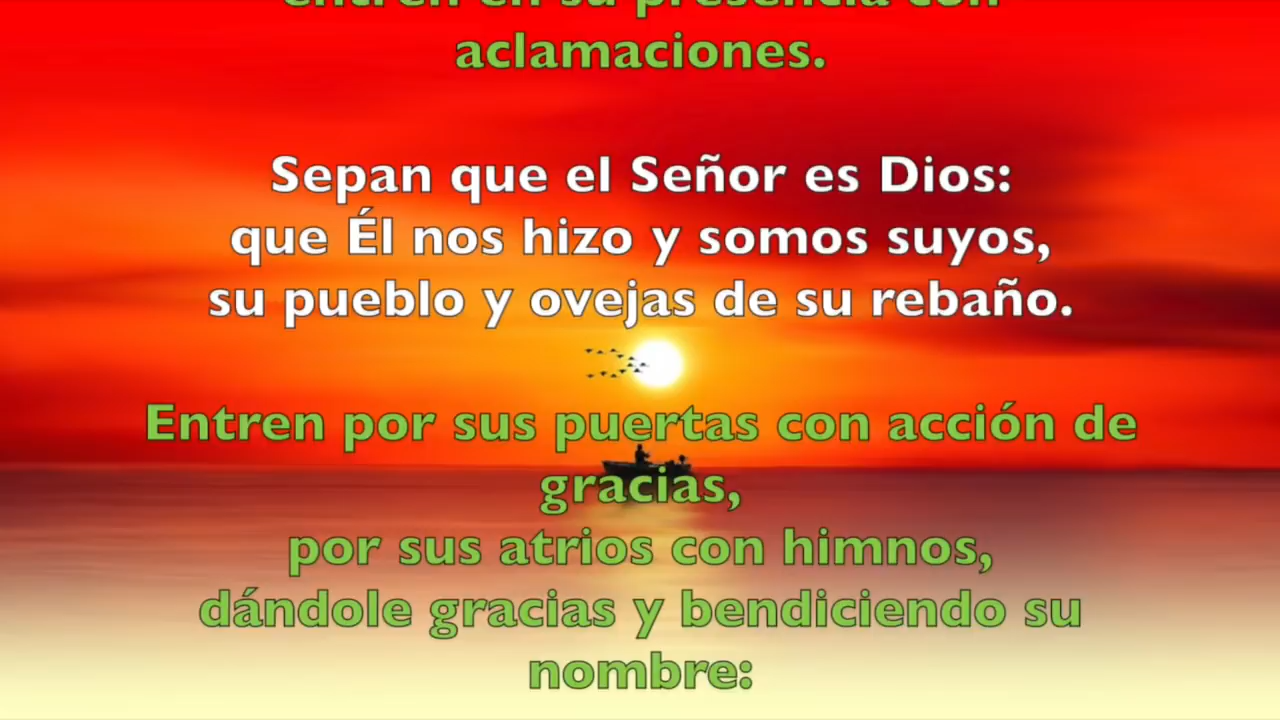 entren en su presencia con
aclamaciones.
Sepan que el Señor es Dios:
que Él nos hizo y somos suyos,
su pueblo y ovejas de su rebaño.
Entren por sus puertas con acción de
gracias,
por sus atrios con himnos,
dándole gracias y bendiciendo su
nombre: